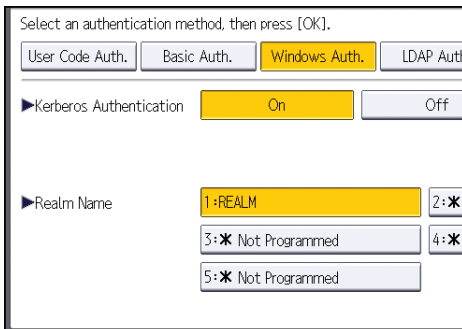 Select an authentication method, then press [OK].
User Code Auth. Basic Auth. Windows Auth. LDAP Auth
▶Kerberos Authentication On Off
▶Realm Name 1:REALM 2:✱
3:✱ Not Programmed 4:✱
5:✱ Not Programmed